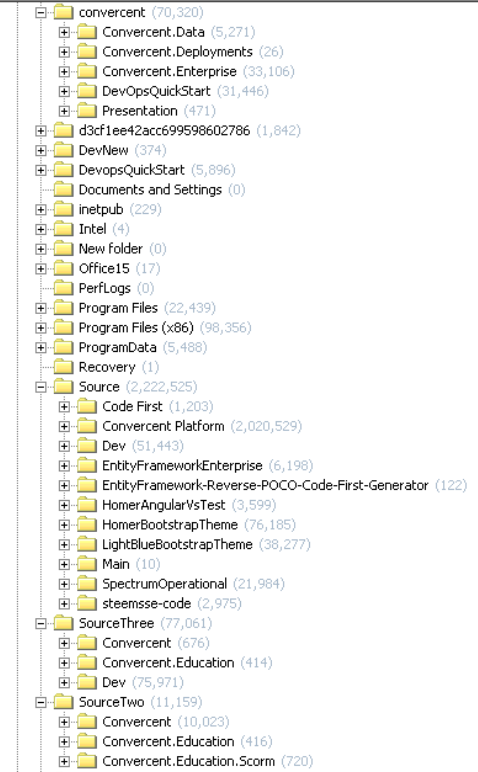 convercent (70,320)
Convercent.Data (5,271)
Convercent.Deployments (26)
Convercent.Enterprise (33,106)
DevOpsQuickStart (31,446)
Presentation (471)
d3cf1ee42acc699598602786 (1,842)
DevNew (374)
DevopsQuickStart (5,896)
Documents and Settings (0)
inetpub (229)
Intel (4)
New folder (0)
Office15 (17)
PerfLogs (0)
Program Files (22,439)
Program Files (x86) (98,356)
ProgramData (5,488)
Recovery (1)
Source (2,222,525)
Code First (1,203)
Convercent Platform (2,020,529)
Dev (51,443)
EntityFrameworkEnterprise (6,198)
EntityFramework-Reverse-POCO-Code-First-Generator (122)
HomerAngularVsTest (3,599)
HomerBootstrapTheme (76,185)
LightBlueBootstrapTheme (38,277)
Main (10)
SpectrumOperational (21,984)
steemsse-code (2,975)
SourceThree (77,061)
Convercent (676)
Convercent.Education (414)
Dev (75,971)
SourceTwo (11,159)
Convercent (10,023)
Convercent.Education (416)
Convercent.Education.Scorm (720)